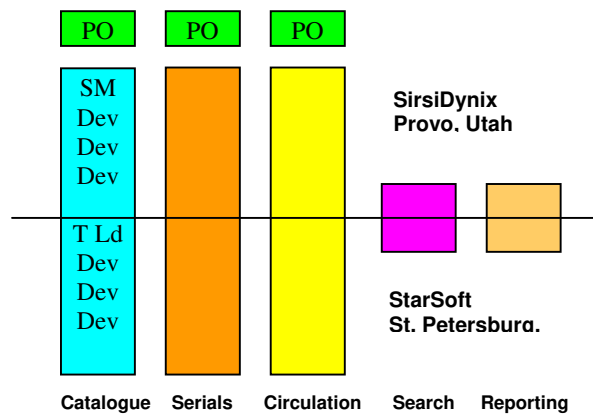 PO PO PO
SM
Dev
Dev
Dev
SirsiDynix
Provo, Utah
T Ld
Dev
Dev
Dev
StarSoft
St. Petersburg.
Catalogue Serials Circulation Search Reporting